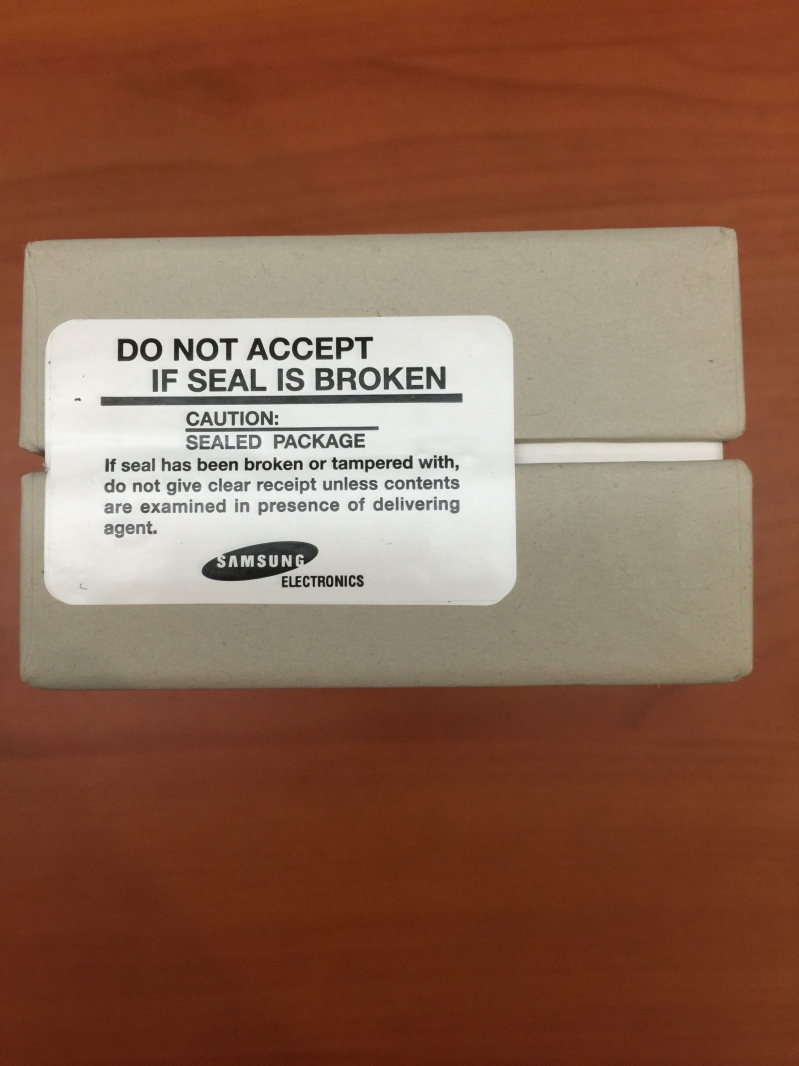 DO NOT ACCEPT
IF SEAL IS BROKEN
CAUTION:
SEALED PACKAGE
If seal has been broken or tampered with,
do not give clear receipt unless contents
are examined in presence of delivering
agent.
SAMSUNG
ELECTRONICS